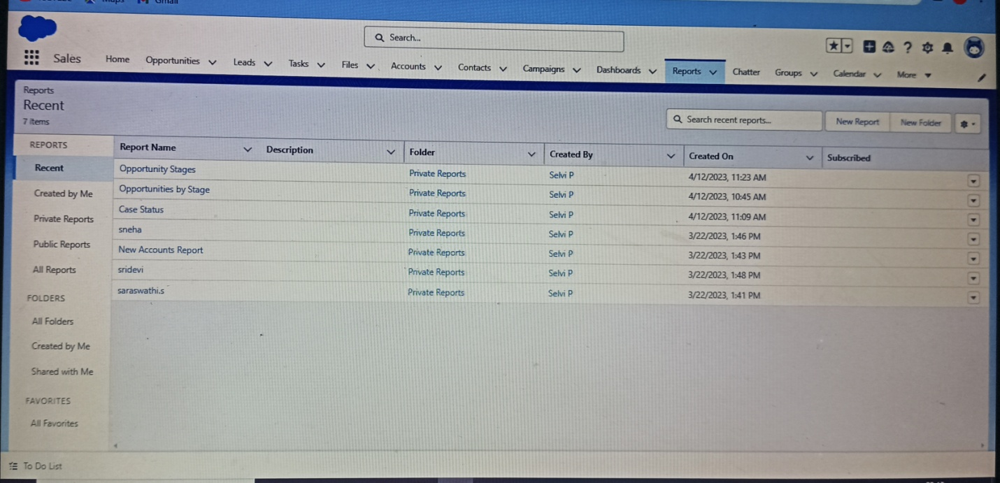 YouTube Maps Gmail
Search...
Sales Home Opportunities Leads Tasks Files Accounts Contacts Campaigns Dashboards Reports Chatter Groups Calendar More
Reports
Recent
7 items
Search recent reports... New Report New Folder
REPORTS
Recent
Created by Me
Private Reports
Public Reports
All Reports
FOLDERS
All Folders
Created by Me
Shared with Me
FAVORITES
All Favorites
Report Name Description Folder Created By Created On Subscribed
Opportunity Stages Private Reports Selvi P 4/12/2023, 11:23 AM
Opportunities by Stage Private Reports Selvi P 4/12/2023, 10:45 AM
Case Status Private Reports Selvi P 4/12/2023, 11:09 AM
sneha Private Reports Selvi P 3/22/2023, 1:46 PM
New Accounts Report Private Reports Selvi P 3/22/2023, 1:43 PM
sridevi Private Reports Selvi P 3/22/2023, 1:48 PM
saraswathi.s Private Reports Selvi P 3/22/2023, 1:41 PM
To Do List